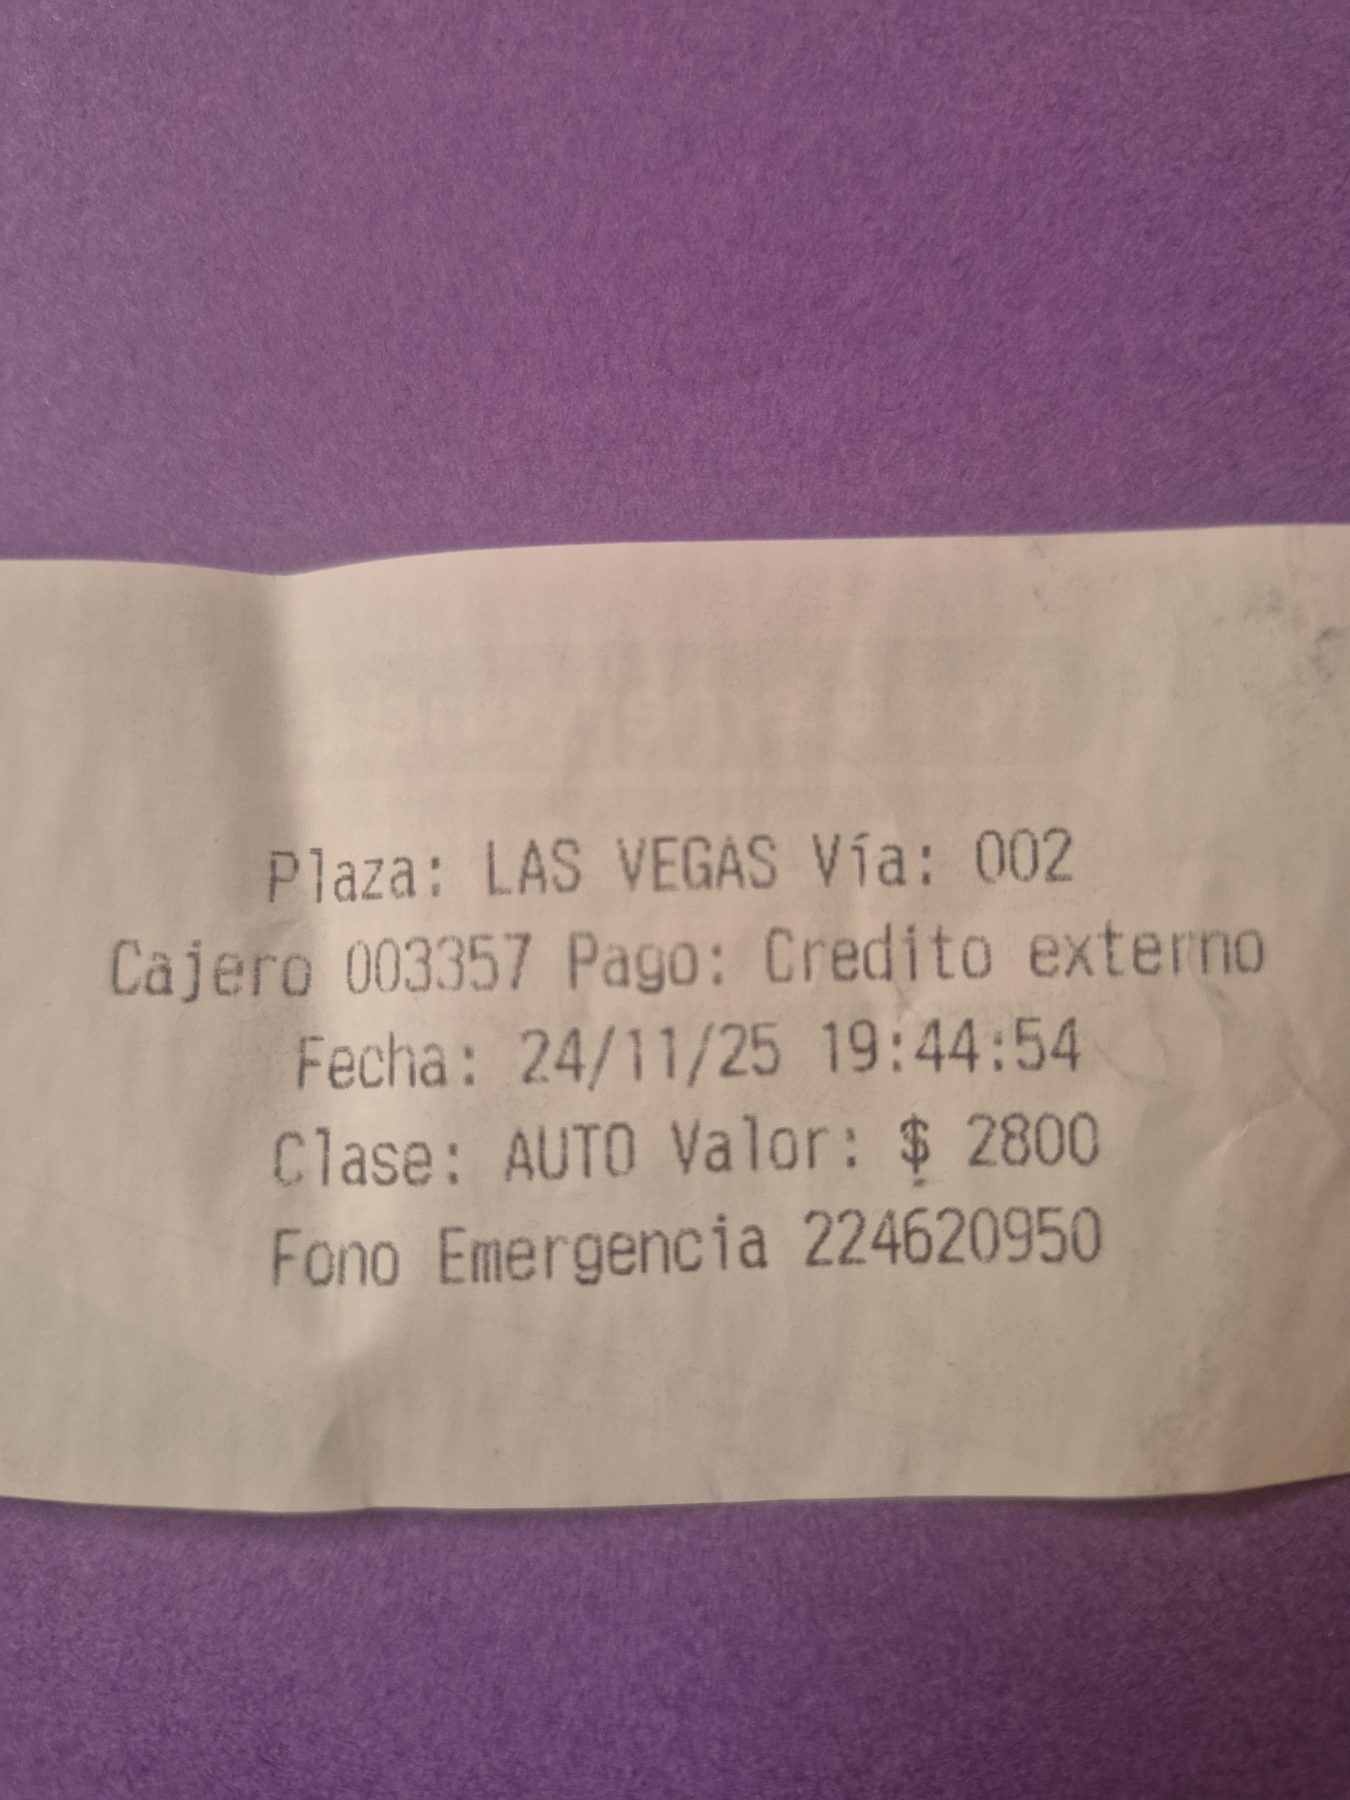 Plaza: LAS VEGAS Vía: 002
Cajero 003357 Pago: Credito externo
Fecha: 24/11/25 19:44:54
Clase: AUTO Valor: $ 2800
Fono Emergencia 224620950